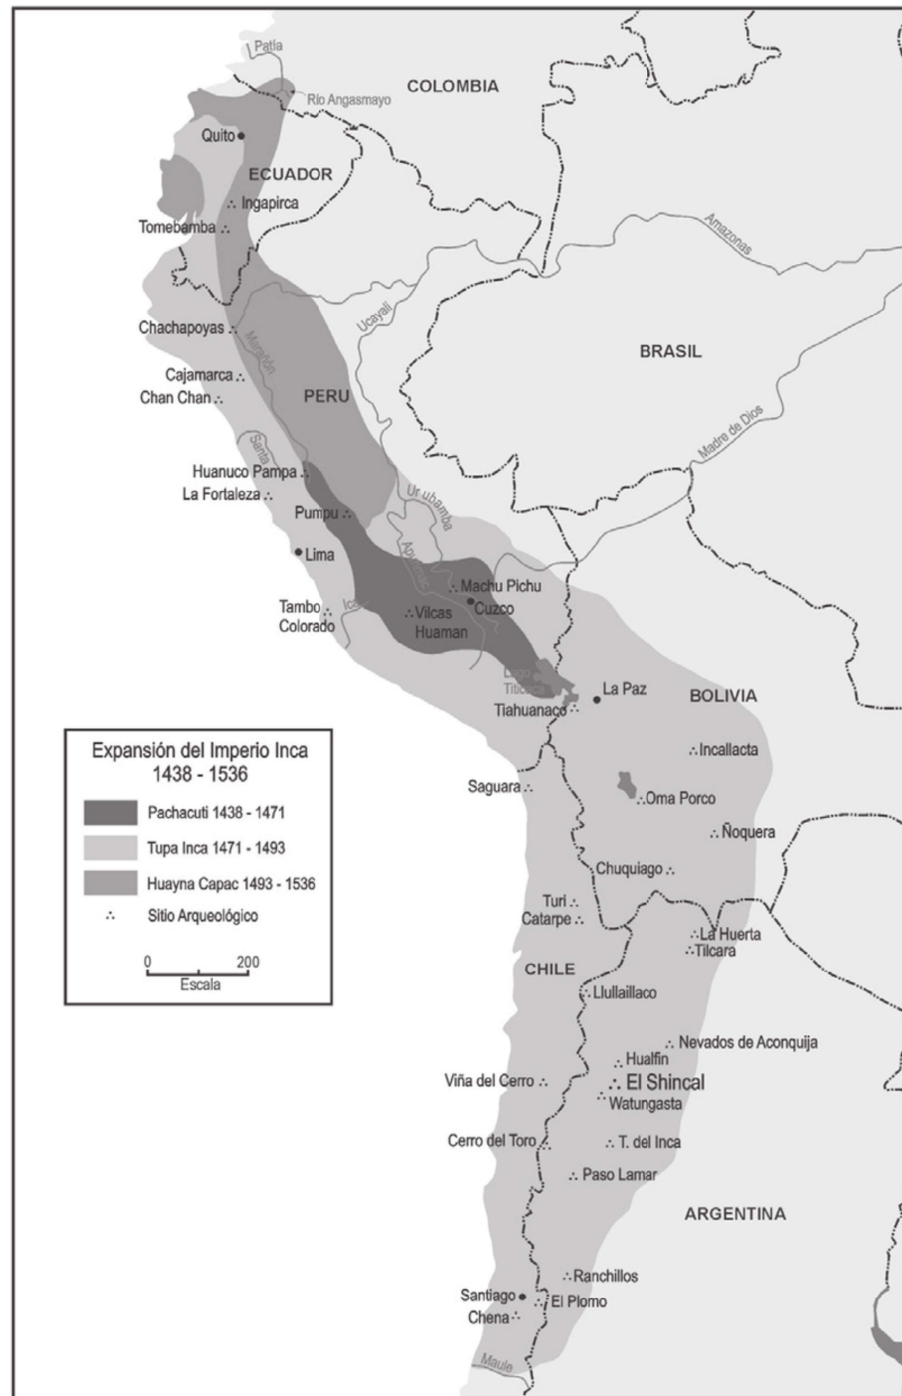 Patía
COLOMBIA
Río Angasmayo
Quito
ECUADOR
Ingapirca
Tomebamba
Amazonas
Ucayali
Chachapoyas
Marañón
BRASIL
Cajamarca
Chan Chan
PERU
Madre de Dios
Santa
Huanuco Pampa
La Fortaleza
Ur ubamba
Pumpu
Lima
Apurimac
Machu Pichu
Cuzco
Tambo
Colorado
Ica
Vilcas
Huaman
Lago
Titicaca
La Paz
BOLIVIA
Tiahuanaco
Expansión del Imperio Inca
1438 - 1536
Pachacuti 1438 - 1471
Tupa Inca 1471 - 1493
Huayna Capac 1493 - 1536
Sitio Arqueológico
0 200
Escala
Incallacta
Saguara
Oma Porco
Ñoquera
Chuquiago
Turi
Catarpe
La Huerta
Tilcara
CHILE
Llullaillaco
Nevados de Aconquija
Hualfin
Viña del Cerro
El Shincal
Watungasta
Cerro del Toro
T. del Inca
Paso Lamar
ARGENTINA
Ranchillos
Santiago
El Plomo
Chena
Maule